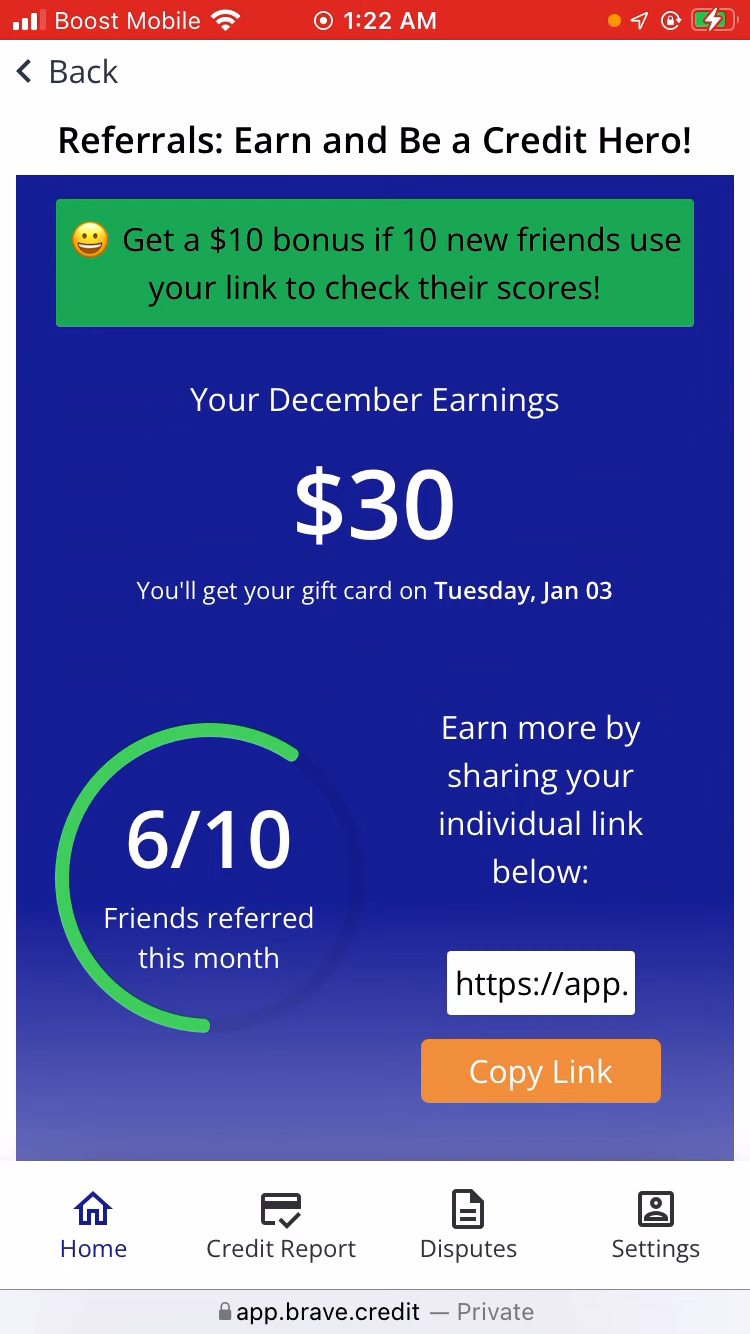 Boost Mobile 1:22 AM
Back
Referrals: Earn and Be a Credit Hero!
😀 Get a $10 bonus if 10 new friends use
your link to check their scores!
Your December Earnings
$30
You'll get your gift card on Tuesday, Jan 03
6/10
Friends referred
this month
Earn more by
sharing your
individual link
below:
https://app.
Copy Link
Home Credit Report Disputes Settings
app.brave.credit — Private